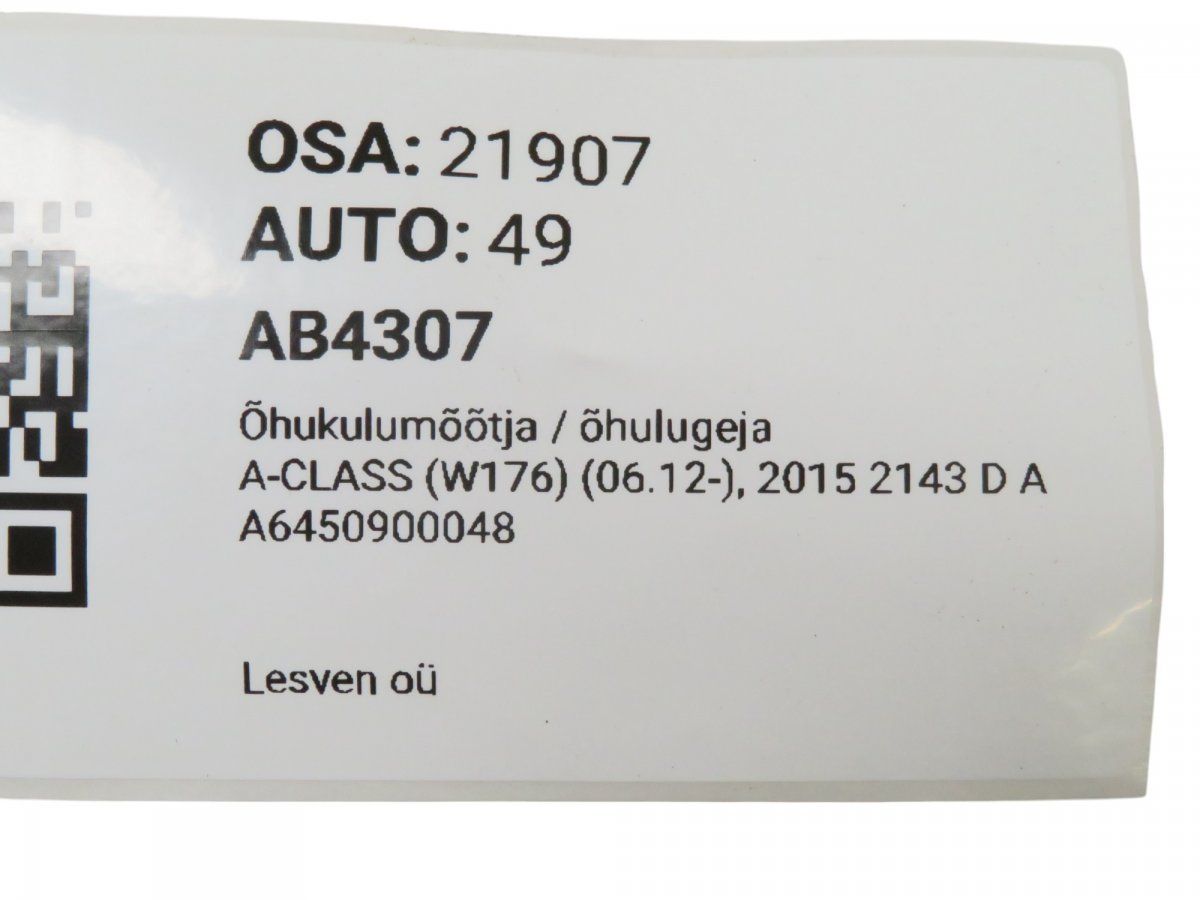 OSA: 21907
AUTO: 49
AB4307
Õhukulumõõtja / õhulugeja
A-CLASS (W176) (06.12-), 2015 2143 D A
A6450900048
Lesven oü